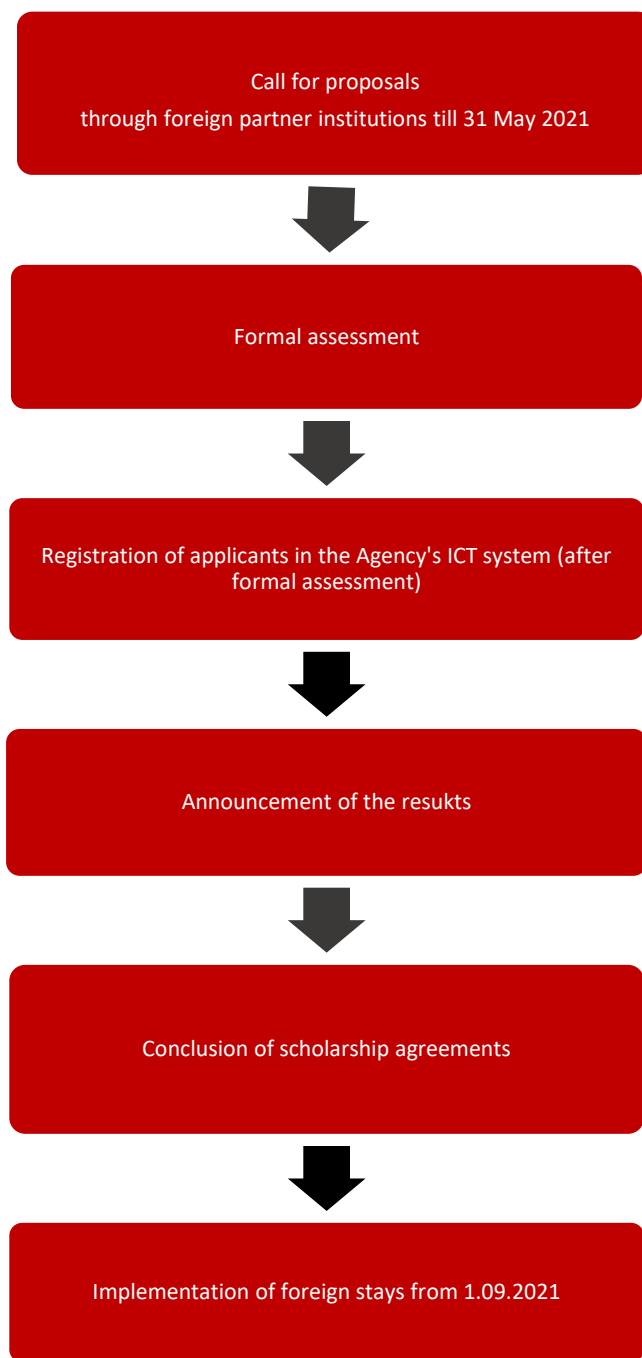 Call for proposals
through foreign partner institutions till 31 May 2021
Formal assessment
Registration of applicants in the Agency's ICT system (after
formal assessment)
Announcement of the resukts
Conclusion of scholarship agreements
Implementation of foreign stays from 1.09.2021